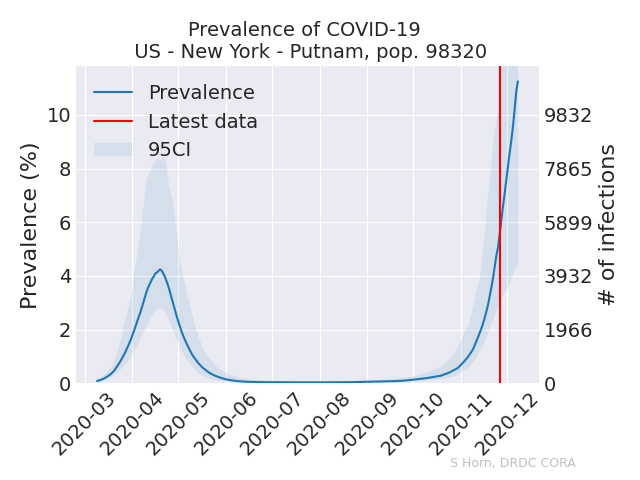 Prevalence of COVID-19
US - New York - Putnam, pop. 98320
Prevalence
Latest data
95CI
Prevalence (%)
10
8
6
4
2
0
9832
7865
5899
3932
1966
0
# of infections
2020-03
2020-04
2020-05
2020-06
2020-07
2020-08
2020-09
2020-10
2020-11
2020-12
S Horn, DRDC CORA